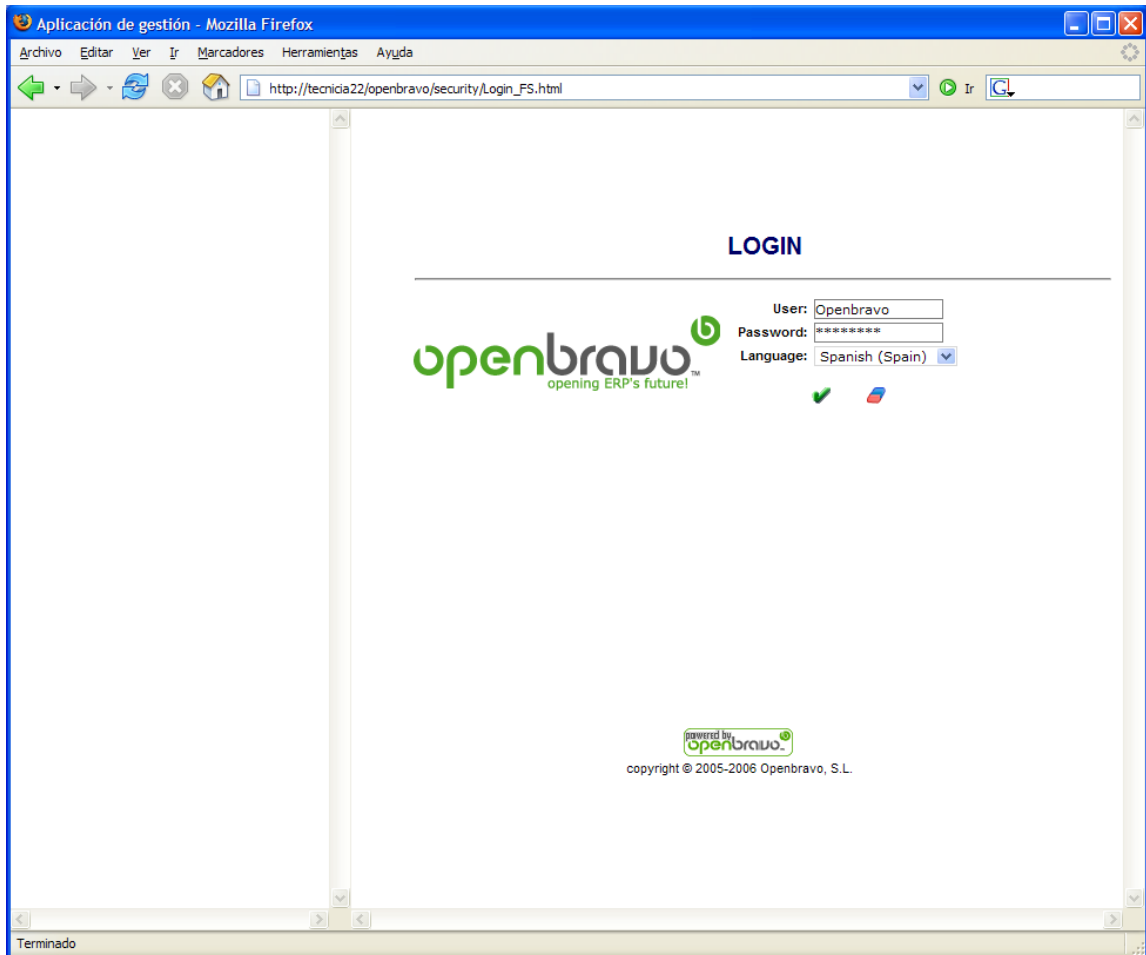 Aplicación de gestión - Mozilla Firefox
Archivo Editar Ver Ir Marcadores Herramientas Ayuda
http://tecnicia22/openbravo/security/Login_FS.html Ir G
LOGIN
User: Openbravo
Password: ********
Language: Spanish (Spain)
openbravo b
™
opening ERP's future!
powered by
openbravo
copyright © 2005-2006 Openbravo, S.L.
Terminado